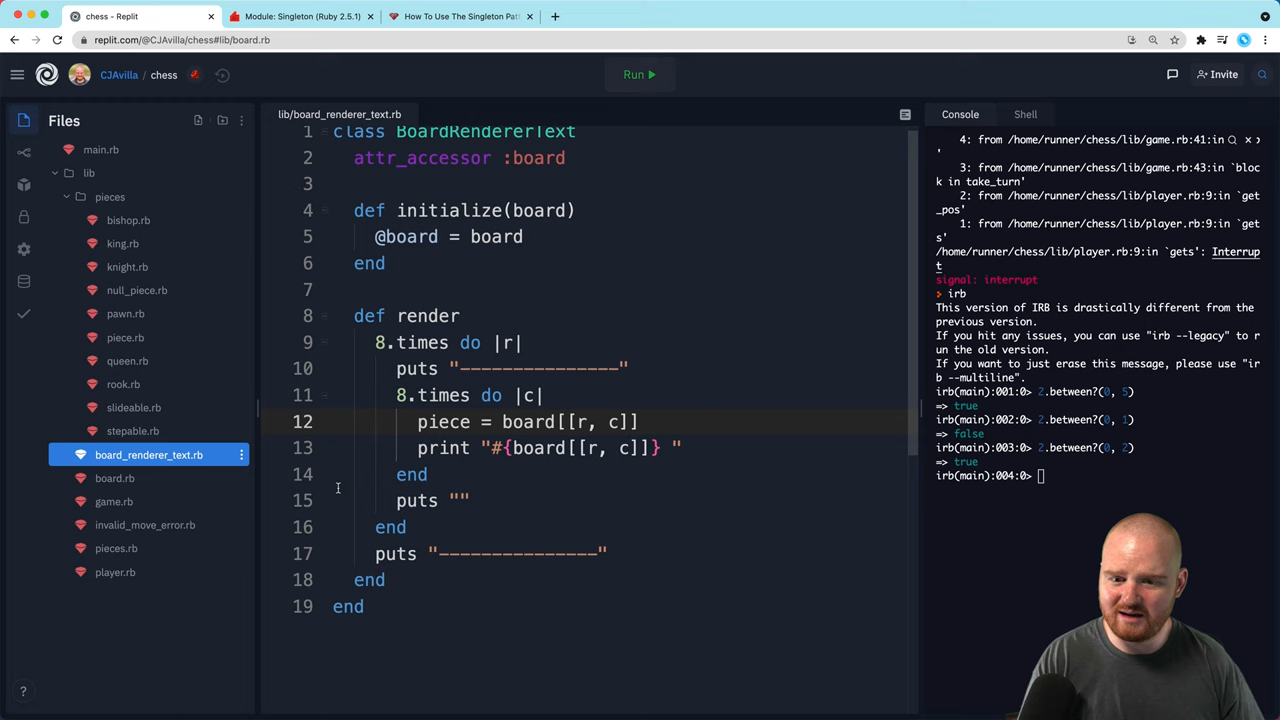 chess - Replit
Module: Singleton (Ruby 2.5.1)
How To Use The Singleton Pat
replit.com/@CJAvilla/chess#lib/board.rb
CJAvilla / chess
Run
Invite
Files
main.rb
lib
pieces
bishop.rb
king.rb
knight.rb
null_piece.rb
pawn.rb
piece.rb
queen.rb
rook.rb
slideable.rb
stepable.rb
board_renderer_text.rb
board.rb
game.rb
invalid_move_error.rb
pieces.rb
player.rb
?
lib/board_renderer_text.rb
1 class BoardRendererText
2 attr_accessor :board
3
4 def initialize(board)
5 @board = board
6 end
7
8 def render
9 8.times do |r|
10 puts "---------------"
11 8.times do |c|
12 piece = board[[r, c]]
13 print "#{board[[r, c]]} "
14 end
15 puts ""
16 end
17 puts "---------------"
18 end
19 end
Console
Shell
4: from /home/runner/chess/lib/game.rb:41:in
'
3: from /home/runner/chess/lib/game.rb:43:in `bloc
k in take_turn'
2: from /home/runner/chess/lib/player.rb:9:in `get
_pos'
1: from /home/runner/chess/lib/player.rb:9:in `get
s'
/home/runner/chess/lib/player.rb:9:in `gets': Interrup
t
signal: interrupt
> irb
This version of IRB is drastically different from the
previous version.
If you hit any issues, you can use "irb --legacy" to r
un the old version.
If you want to just erase this message, please use "ir
b --multiline".
irb(main):001:0> 2.between?(0, 5)
=> true
irb(main):002:0> 2.between?(0, 1)
=> false
irb(main):003:0> 2.between?(0, 2)
=> true
irb(main):004:0>